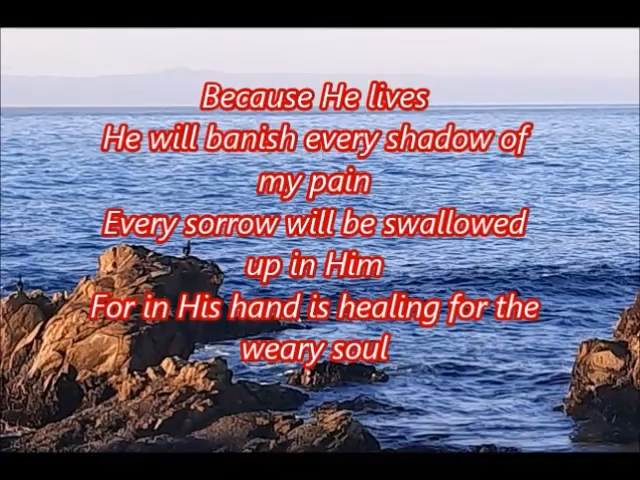 Because He lives
He will banish every shadow of
my pain
Every sorrow will be swallowed
up in Him
For in His hand is healing for the
weary soul